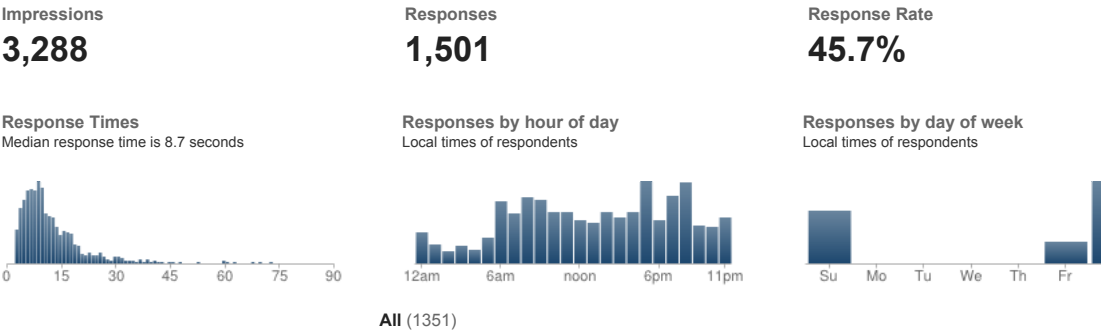 Impressions
3,288
Responses
1,501
Response Rate
45.7%
Response Times
Median response time is 8.7 seconds
0 15 30 45 60 75 90
Responses by hour of day
Local times of respondents
12am 6am noon 6pm 11pm
Responses by day of week
Local times of respondents
Su Mo Tu We Th Fr
All (1351)